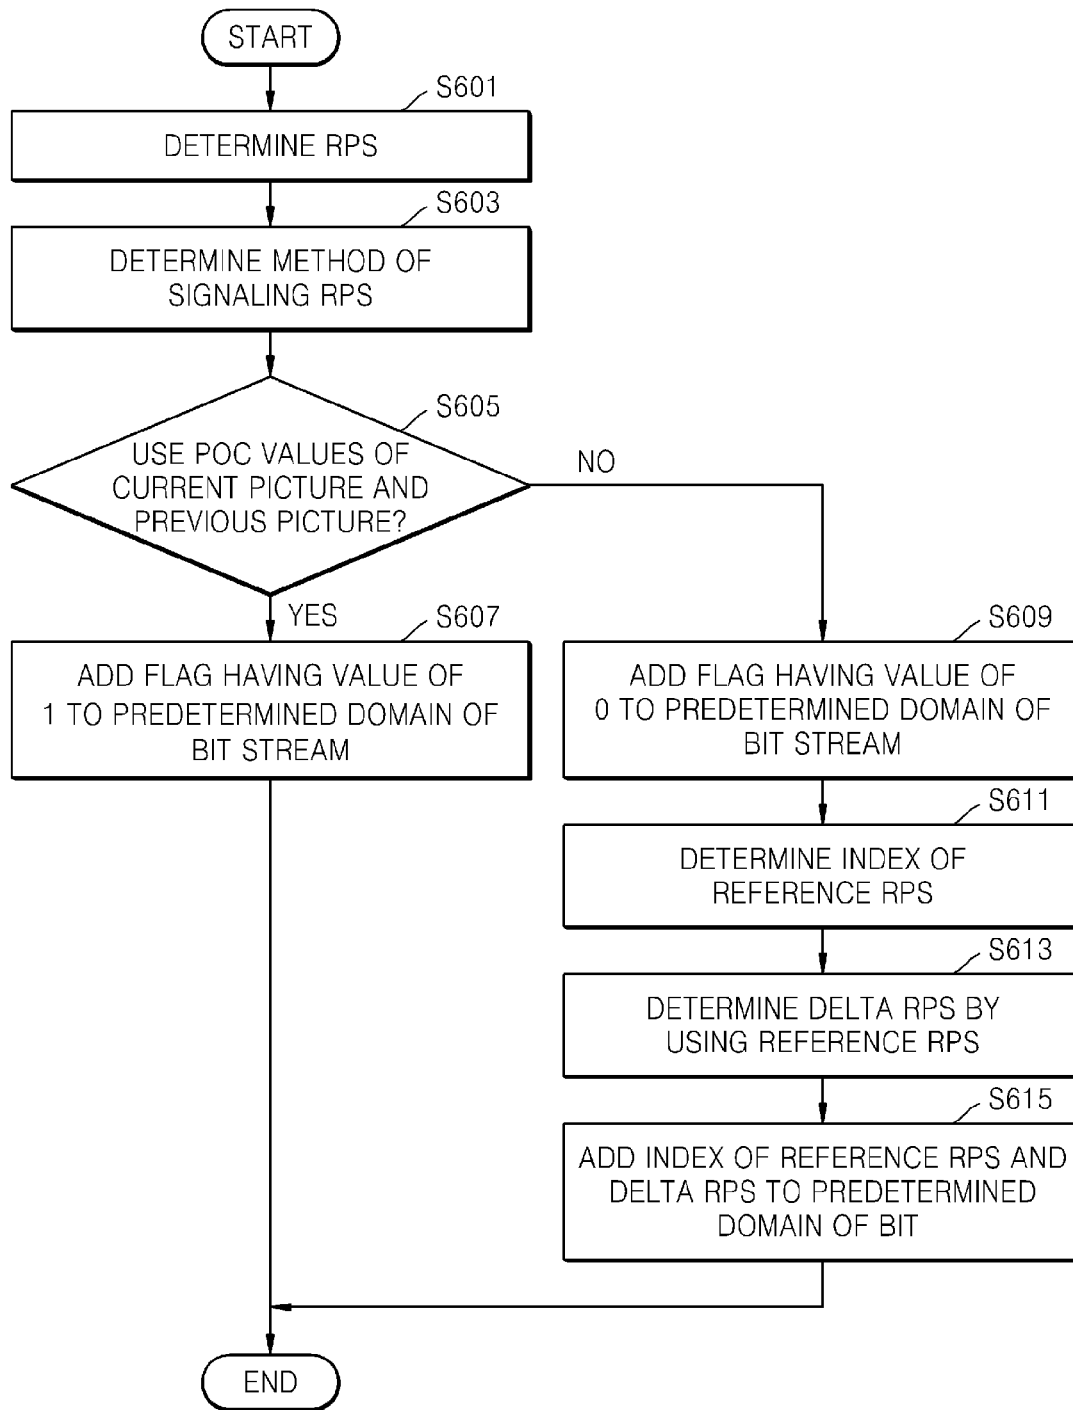 START
S601
DETERMINE RPS
S603
DETERMINE METHOD OF
SIGNALING RPS
S605
USE POC VALUES OF
CURRENT PICTURE AND
PREVIOUS PICTURE?
NO
YES
S607
ADD FLAG HAVING VALUE OF
1 TO PREDETERMINED DOMAIN OF
BIT STREAM
S609
ADD FLAG HAVING VALUE OF
0 TO PREDETERMINED DOMAIN OF
BIT STREAM
S611
DETERMINE INDEX OF
REFERENCE RPS
S613
DETERMINE DELTA RPS BY
USING REFERENCE RPS
S615
ADD INDEX OF REFERENCE RPS AND
DELTA RPS TO PREDETERMINED
DOMAIN OF BIT
END